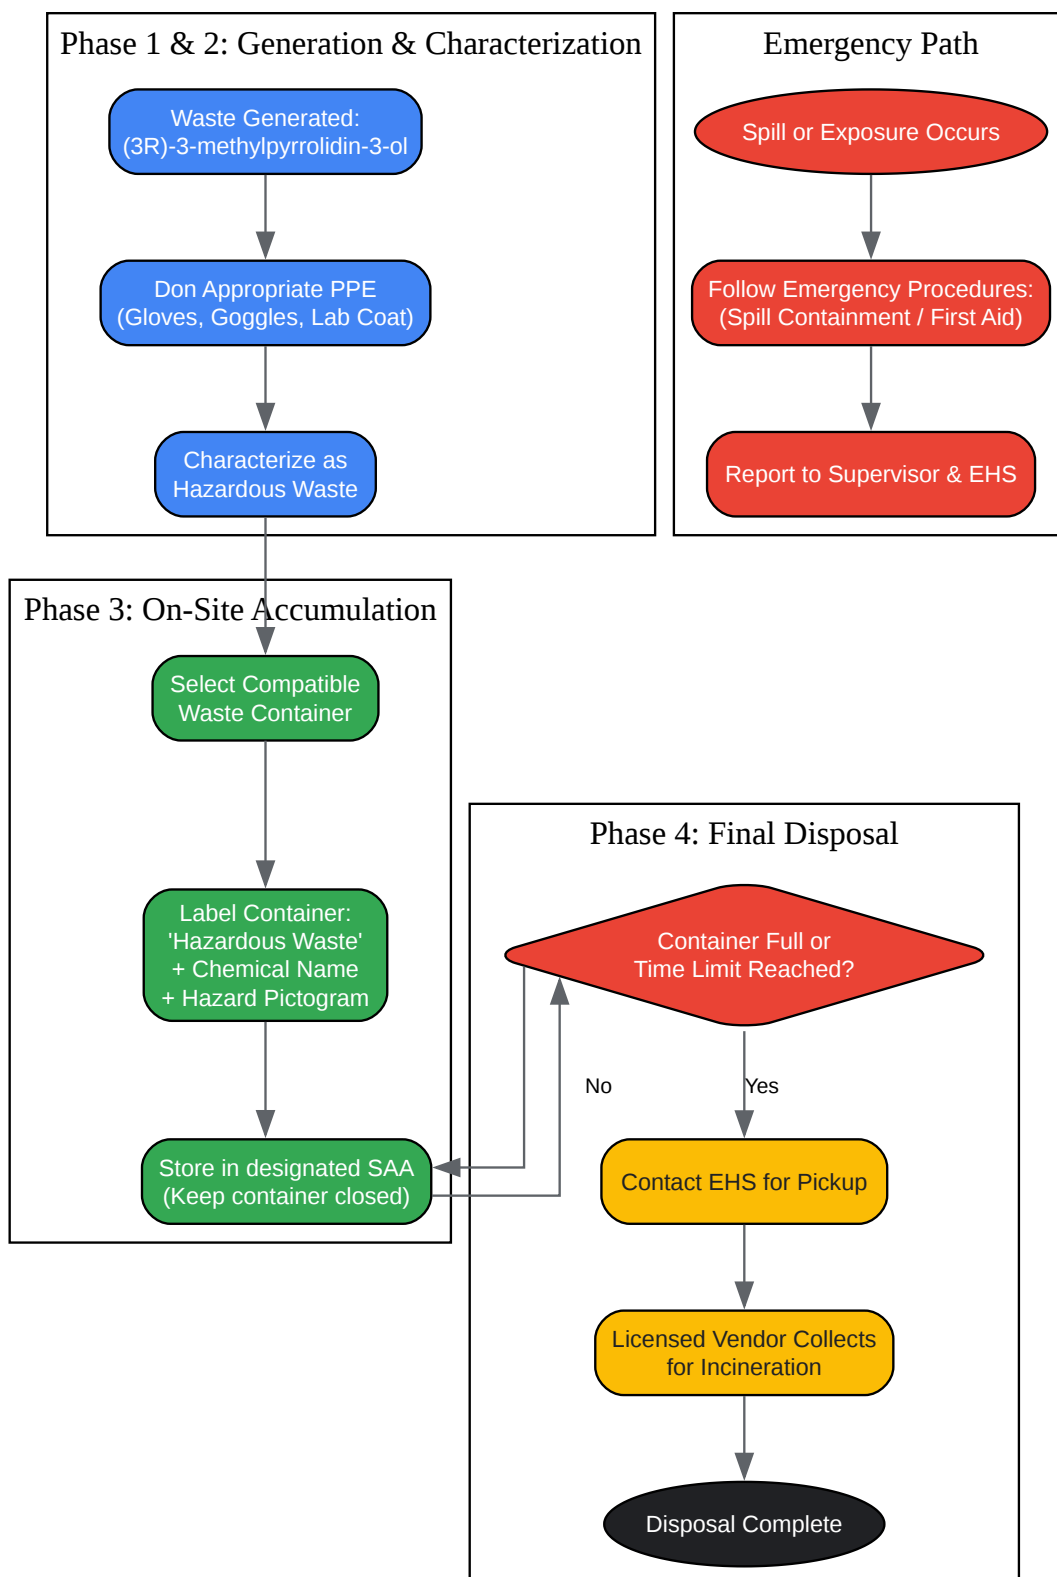 Phase 1 & 2: Generation & Characterization
Waste Generated:
(3R)-3-methylpyrrolidin-3-ol
Don Appropriate PPE
(Gloves, Goggles, Lab Coat)
Characterize as
Hazardous Waste
Emergency Path
Spill or Exposure Occurs
Follow Emergency Procedures:
(Spill Containment / First Aid)
Report to Supervisor & EHS
Phase 3: On-Site Accumulation
Select Compatible
Waste Container
Label Container:
'Hazardous Waste'
+ Chemical Name
+ Hazard Pictogram
Store in designated SAA
(Keep container closed)
Phase 4: Final Disposal
Container Full or
Time Limit Reached?
No
Yes
Contact EHS for Pickup
Licensed Vendor Collects
for Incineration
Disposal Complete